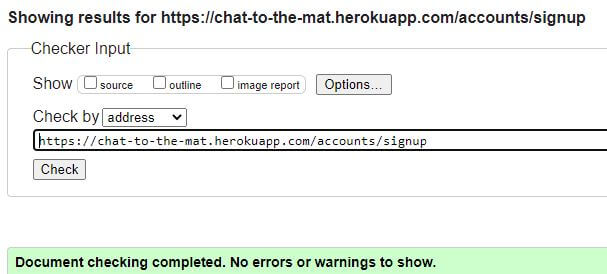 Showing results for https://chat-to-the-mat.herokuapp.com/accounts/signup
Checker Input
Show source outline image report Options...
Check by address
https://chat-to-the-mat.herokuapp.com/accounts/signup
Check
Document checking completed. No errors or warnings to show.